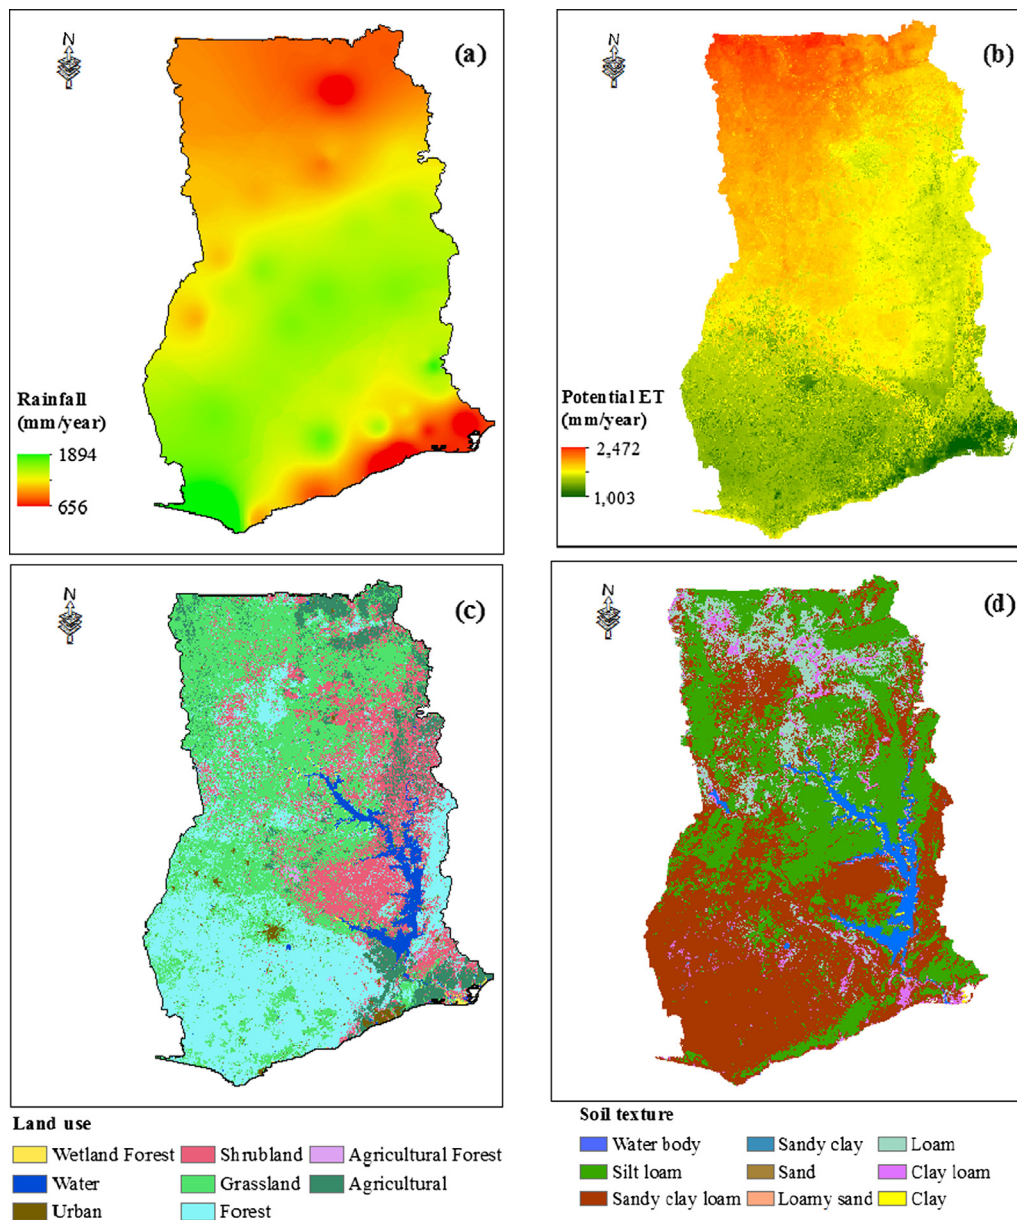 N
(a)
Rainfall
(mm/year)
1894
656
N
(b)
Potential ET
(mm/year)
2,472
1,003
N
(c)
N
(d)
Land use
Wetland Forest Shrubland Agricultural Forest
Water Grassland Agricultural
Urban Forest
Soil texture
Water body Sandy clay Loam
Silt loam Sand Clay loam
Sandy clay loam Loamy sand Clay